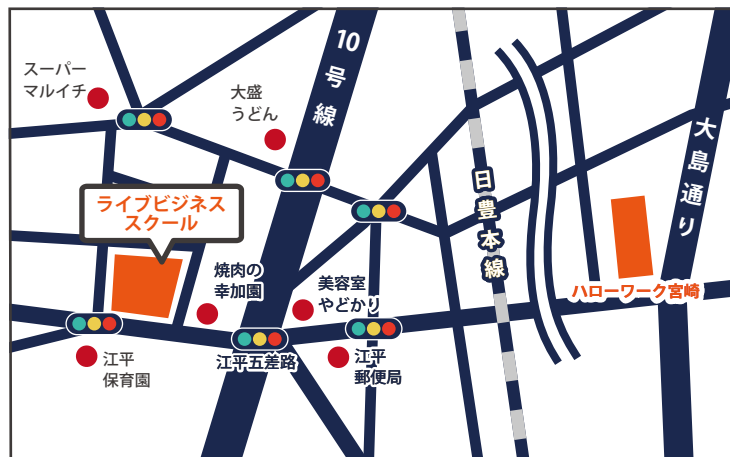 スーパー
マルイチ
大盛
うどん
10号線
日豊本線
大島通り
ライブビジネス
スクール
焼肉の
幸加園
美容室
やどかり
ハローワーク宮崎
江平五差路
江平
保育園
江平
郵便局